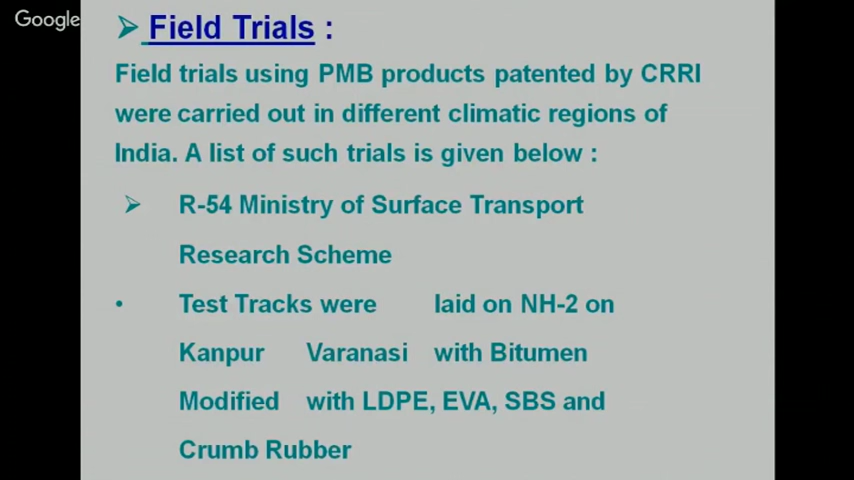 Google
➢ Field Trials :
Field trials using PMB products patented by CRRI
were carried out in different climatic regions of
India. A list of such trials is given below :
➢ R-54 Ministry of Surface Transport
Research Scheme
• Test Tracks were laid on NH-2 on
Kanpur Varanasi with Bitumen
Modified with LDPE, EVA, SBS and
Crumb Rubber